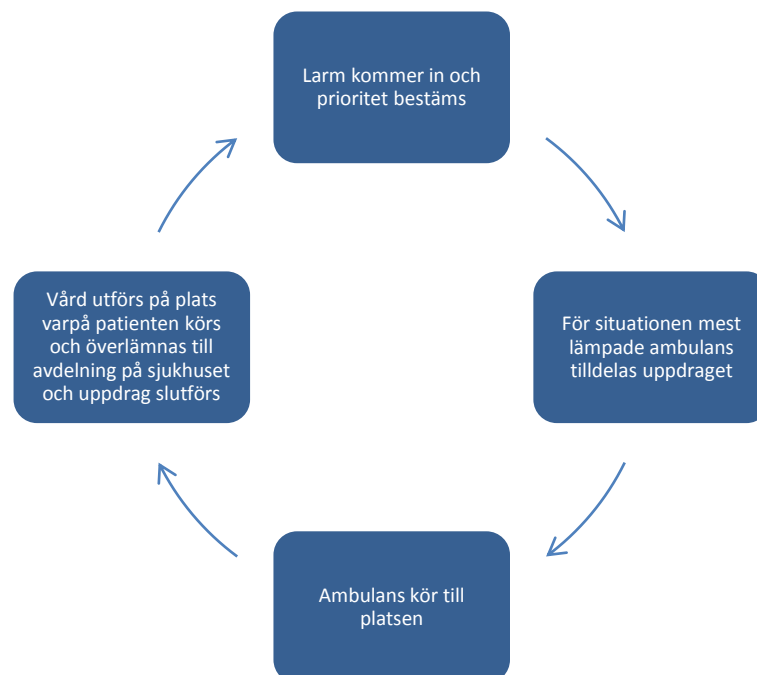 Larm kommer in och
prioritet bestäms
För situationen mest
lämpade ambulans
tilldelas uppdraget
Ambulans kör till
platsen
Vård utförs på plats
varpå patienten körs
och överlämnas till
avdelning på sjukhuset
och uppdrag slutförs